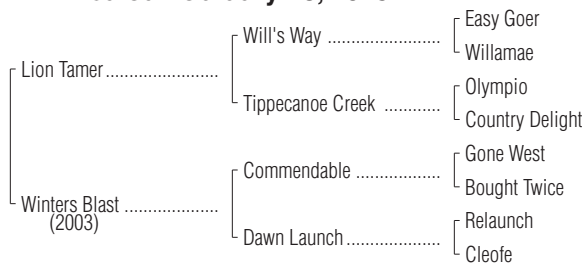 Will's Way
Easy Goer
Willamae
Lion Tamer
Tippecanoe Creek
Olympio
Country Delight
Winters Blast
(2003)
Commendable
Gone West
Bought Twice
Dawn Launch
Relaunch
Cleofe